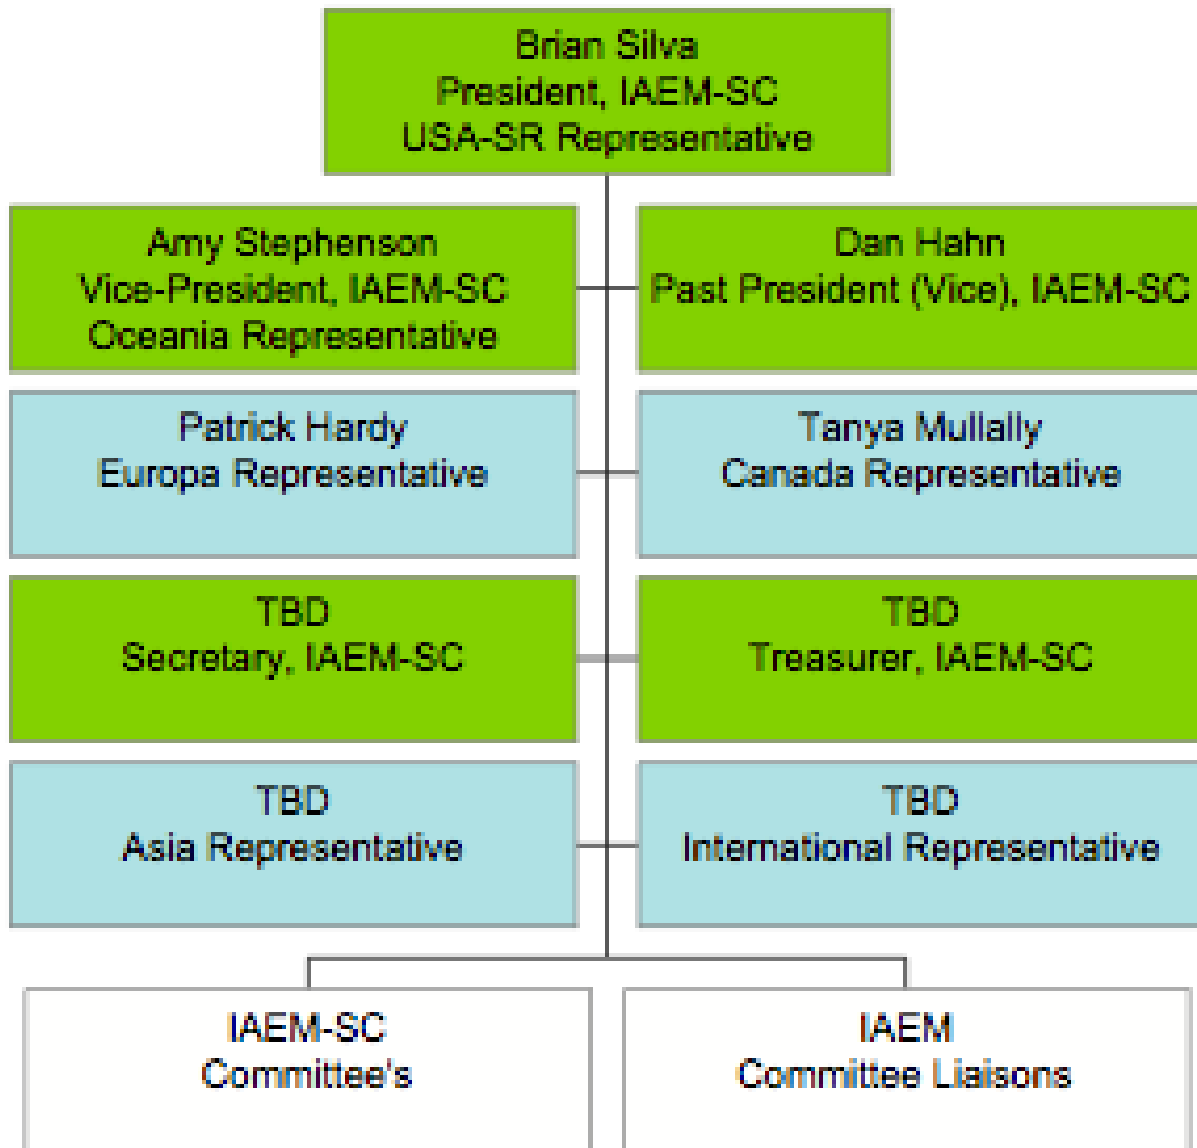 Brian Silva
President, IAEM-SC
USA-SR Representative
Amy Stephenson
Vice-President, IAEM-SC
Oceania Representative
Dan Hahn
Past President (Vice), IAEM-SC
Patrick Hardy
Europa Representative
Tanya Mullally
Canada Representative
TBD
Secretary, IAEM-SC
TBD
Treasurer, IAEM-SC
TBD
Asia Representative
TBD
International Representative
IAEM-SC
Committee's
IAEM
Committee Liaisons